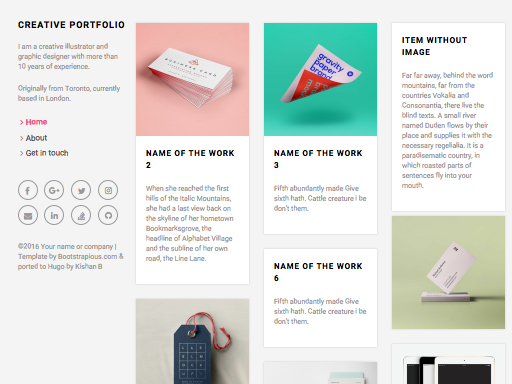 CREATIVE PORTFOLIO
I am a creative illustrator and
graphic designer with more than
10 years of experience.
Originally from Toronto, currently
based in London.
Home
About
Get in touch
©2016 Your name or company |
Template by Bootstrapious.com &
ported to Hugo by Kishan B
NAME OF THE WORK
2
When she reached the first
hills of the Italic Mountains,
she had a last view back on
the skyline of her hometown
Bookmarksgrove, the
headline of Alphabet Village
and the subline of her own
road, the Line Lane.
gravity
paper
brand
NAME OF THE WORK
3
Fifth abundantly made Give
sixth hath. Cattle creature i be
don't them.
NAME OF THE WORK
6
Fifth abundantly made Give
sixth hath. Cattle creature i be
don't them.
ITEM WITHOUT
IMAGE
Far far away, behind the word
mountains, far from the
countries Vokalia and
Consonantia, there live the
blind texts. A small river
named Duden flows by their
place and supplies it with the
necessary regelialia. It is a
paradisematic country, in
which roasted parts of
sentences fly into your
mouth.